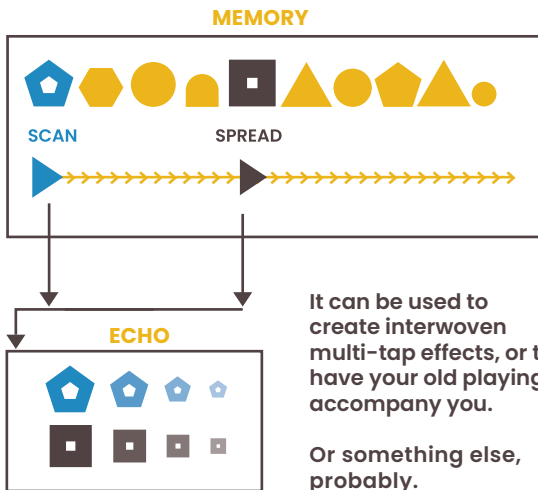 MEMORY
SCAN
SPREAD
ECHO
It can be used to
create interwoven
multi-tap effects, or
have your old playing
accompany you.
Or something else,
probably.